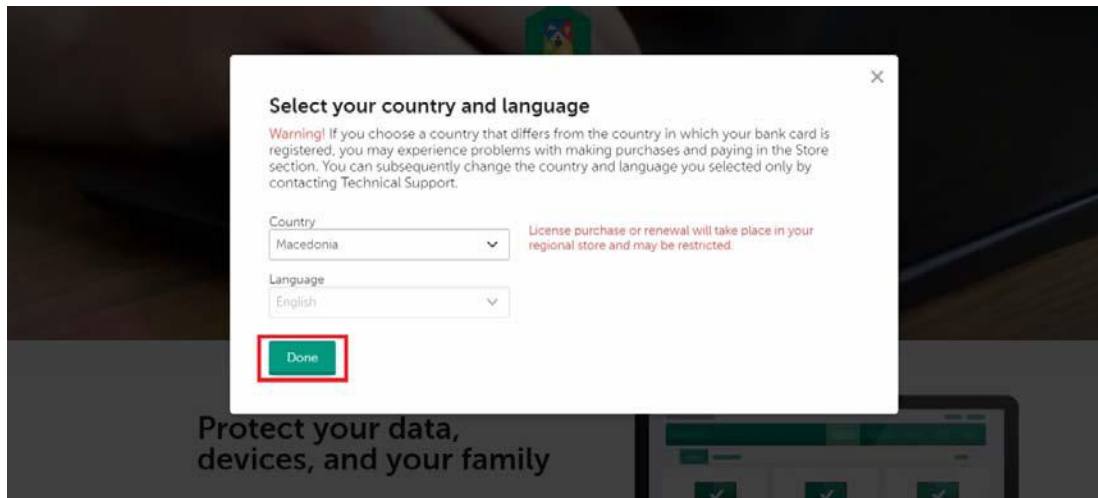 Select your country and language
Warning! If you choose a country that differs from the country in which your bank card is
registered, you may experience problems with making purchases and paying in the Store
section. You can subsequently change the country and language you selected only by
contacting Technical Support.
Country
Macedonia
License purchase or renewal will take place in your
regional store and may be restricted.
Language
English
Done
Protect your data,
devices, and your family